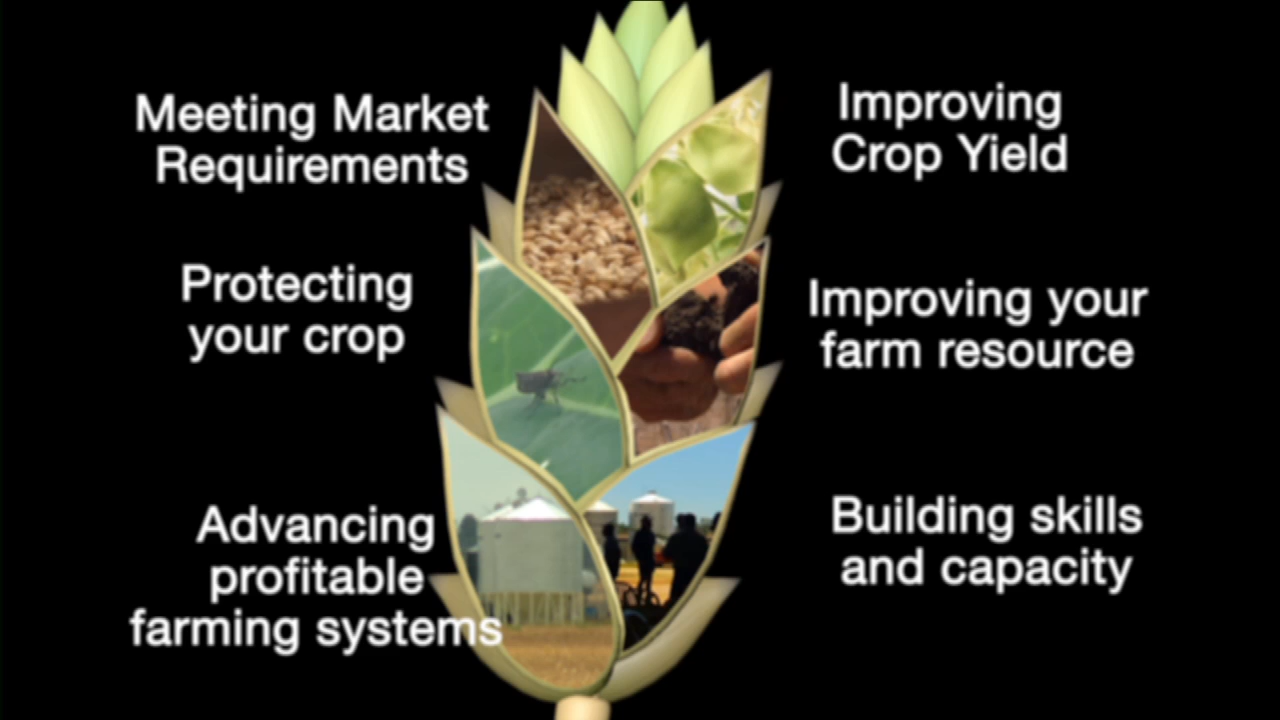 Meeting Market
Requirements
Improving
Crop Yield
Protecting
your crop
Improving your
farm resource
Advancing
profitable
farming systems
Building skills
and capacity